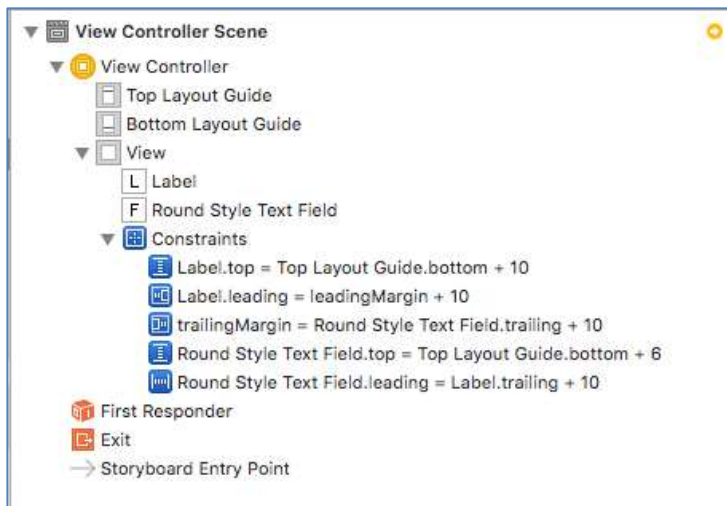 View Controller Scene
View Controller
Top Layout Guide
Bottom Layout Guide
View
L Label
F Round Style Text Field
Constraints
Label.top = Top Layout Guide.bottom + 10
Label.leading = leadingMargin + 10
trailingMargin = Round Style Text Field.trailing + 10
Round Style Text Field.top = Top Layout Guide.bottom + 6
Round Style Text Field.leading = Label.trailing + 10
First Responder
Exit
Storyboard Entry Point